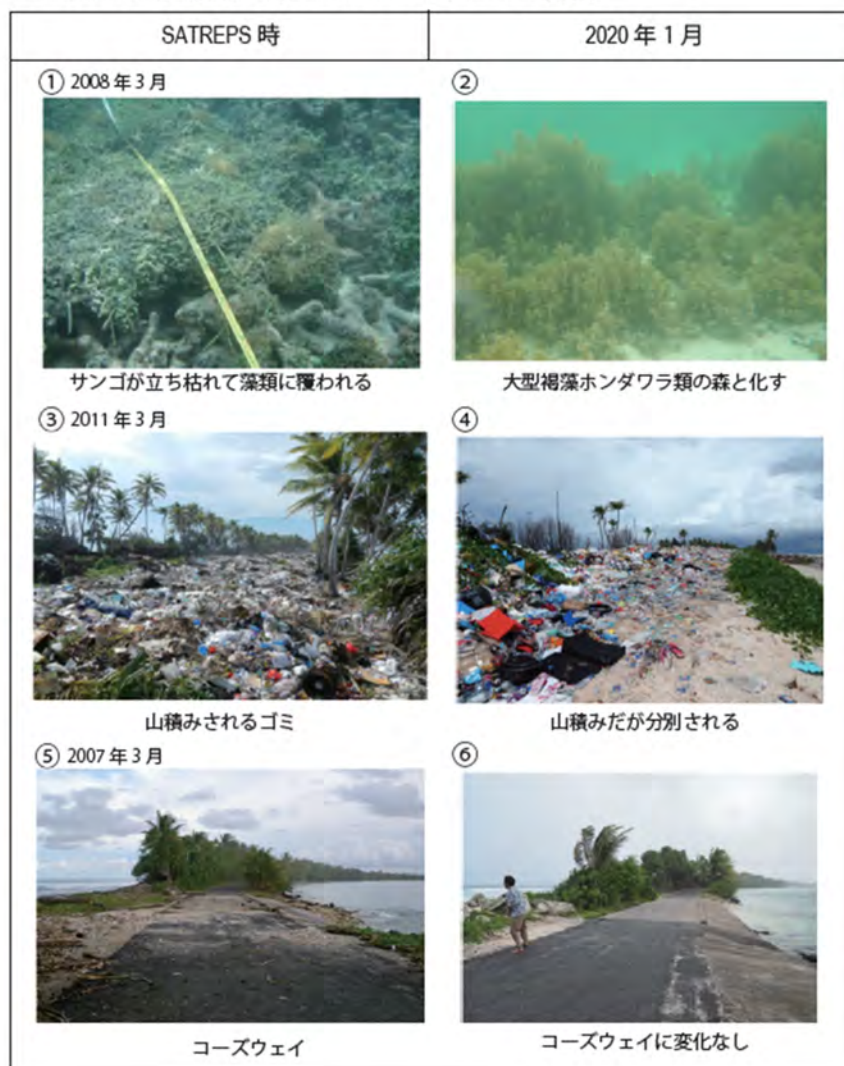 SATREPS 時
2020 年 1 月
① 2008 年 3 月
②
サンゴが立ち枯れて藻類に覆われる
大型褐藻ホンダワラ類の森と化す
③ 2011 年 3 月
④
山積みされるゴミ
山積みだが分別される
⑤ 2007 年 3 月
⑥
コーズウェイ
コーズウェイに変化なし